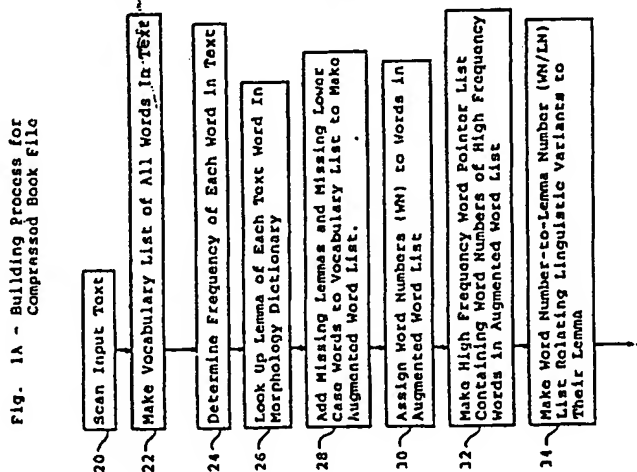 Fig. 1A - Building Process for
Compressed Book File
20
Scan Input Text
22
Make Vocabulary List of All Words In Text
24
Determine Frequency of Each Word In Text
26
Look Up Lemma of Each Text Word In
Morphology Dictionary
28
Add Missing Lemmas and Missing Lower
Case Words to Vocabulary List to Make
Augmented Word List.
30
Assign Word Numbers (WN) to Words in
Augmented Word List
32
Make High Frequency Word Pointer List
Containing Word Numbers of High Frequency
Words in Augmented Word List
34
Make Word Number-to-Lemma Number (WN/LN)
List Relating Linguistic Variants to
Their Lemma